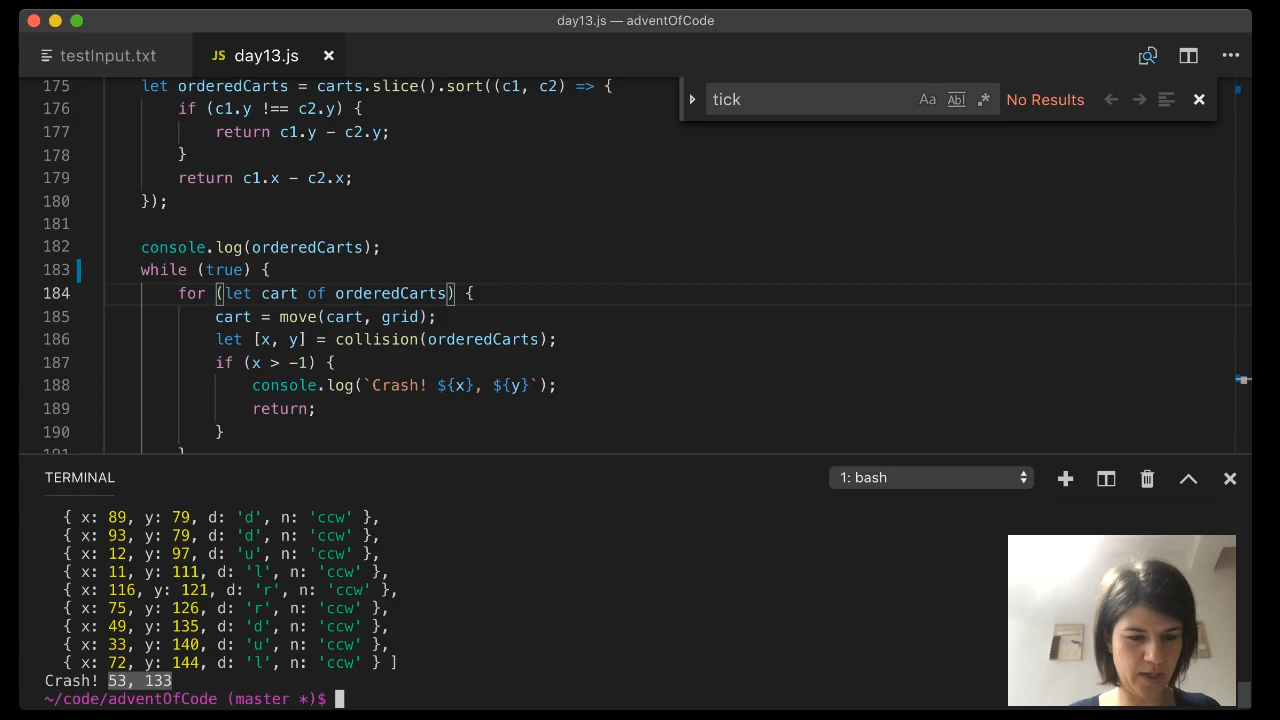 day13.js — adventOfCode
testInput.txt
JS day13.js
tick
Aa Abl .* No Results
175 let orderedCarts = carts.slice().sort((c1, c2) => {
176 if (c1.y !== c2.y) {
177 return c1.y - c2.y;
178 }
179 return c1.x - c2.x;
180 });
181
182 console.log(orderedCarts);
183 while (true) {
184 for (let cart of orderedCarts) {
185 cart = move(cart, grid);
186 let [x, y] = collision(orderedCarts);
187 if (x > -1) {
188 console.log(`Crash! ${x}, ${y}`);
189 return;
190 }
191 }
TERMINAL
1: bash
{ x: 89, y: 79, d: 'd', n: 'ccw' },
{ x: 93, y: 79, d: 'd', n: 'ccw' },
{ x: 12, y: 97, d: 'u', n: 'ccw' },
{ x: 11, y: 111, d: 'l', n: 'ccw' },
{ x: 116, y: 121, d: 'r', n: 'ccw' },
{ x: 75, y: 126, d: 'r', n: 'ccw' },
{ x: 49, y: 135, d: 'd', n: 'ccw' },
{ x: 33, y: 140, d: 'u', n: 'ccw' },
{ x: 72, y: 144, d: 'l', n: 'ccw' } ]
Crash! 53, 133
~/code/adventOfCode (master *)$